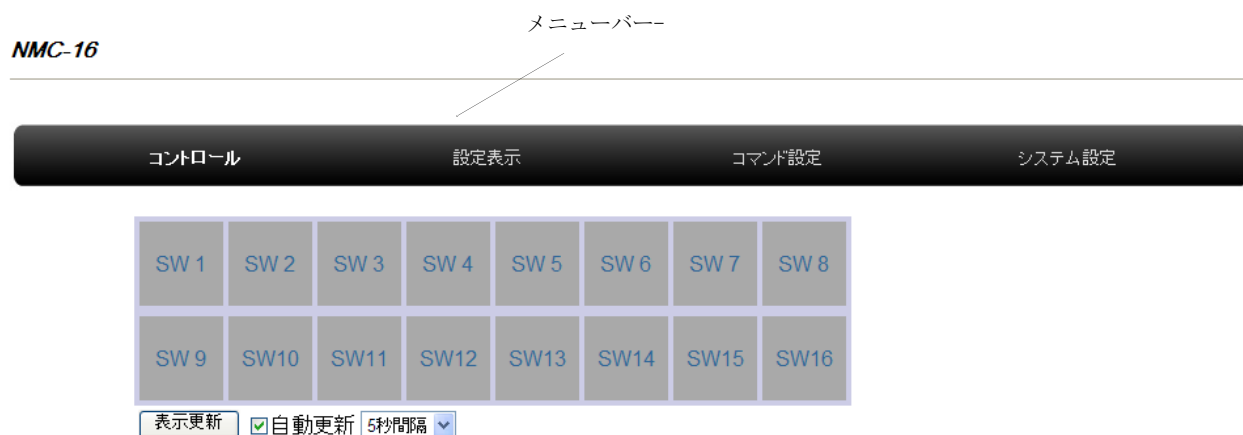 メニューバー-
NMC-16
コントロール 設定表示 コマンド設定 システム設定
SW 1 SW 2 SW 3 SW 4 SW 5 SW 6 SW 7 SW 8
SW 9 SW10 SW11 SW12 SW13 SW14 SW15 SW16
表示更新 自動更新 5秒間隔